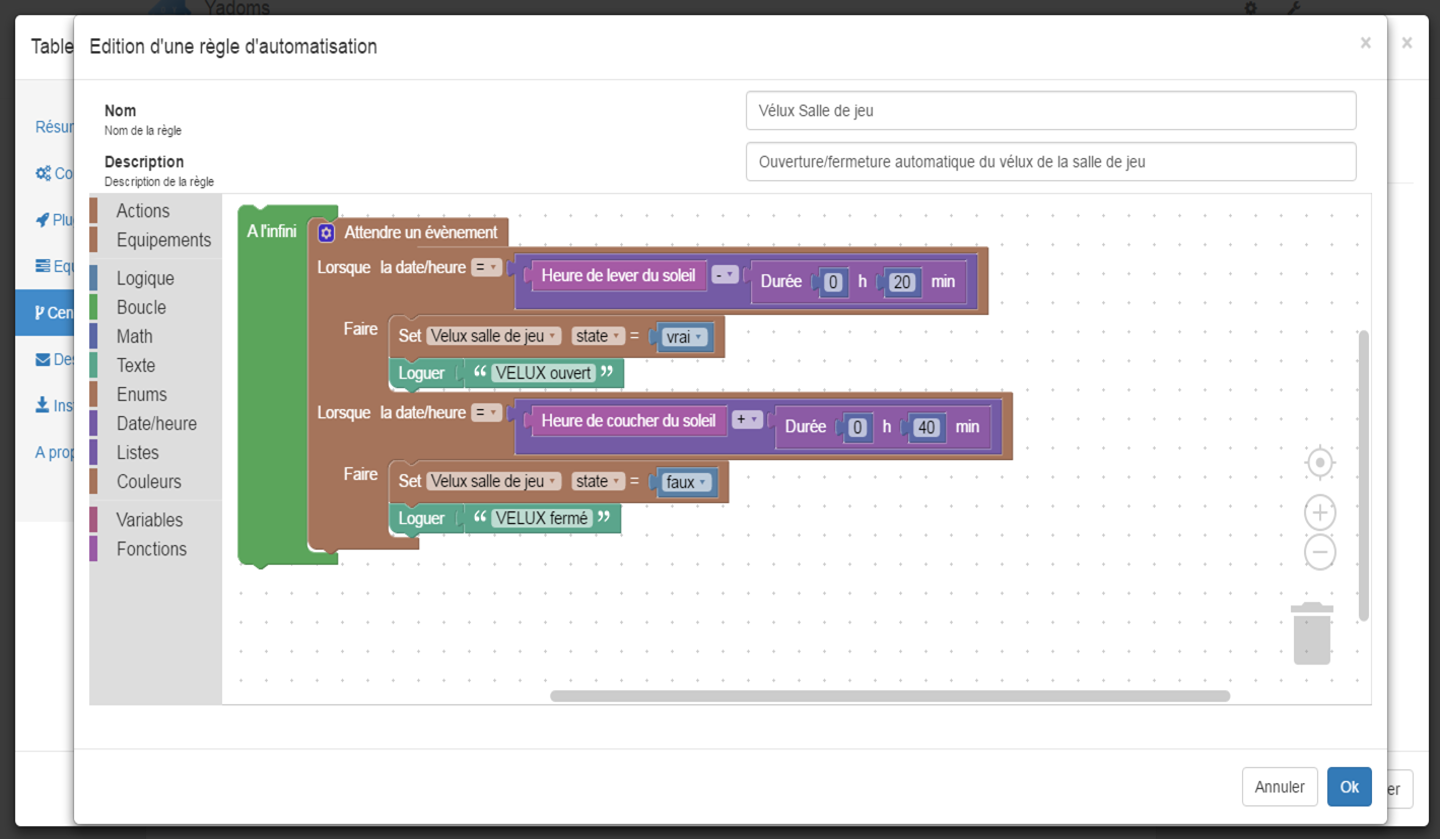 Yadoms
Table
Edition d'une règle d'automatisation
× ×
Nom
Nom de la règle
Vélux Salle de jeu
Description
Description de la règle
Ouverture/fermeture automatique du vélux de la salle de jeu
Résur
Co
Plu
Equ
Cen
Des
Ins
A prop
Actions
Equipements
Logique
Boucle
Math
Texte
Enums
Date/heure
Listes
Couleurs
Variables
Fonctions
A l'infini
Attendre un évènement
Lorsque la date/heure = Heure de lever du soleil - Durée 0 h 20 min
Faire Set Velux salle de jeu state = vrai
Loguer “ VELUX ouvert ”
Lorsque la date/heure = Heure de coucher du soleil + Durée 0 h 40 min
Faire Set Velux salle de jeu state = faux
Loguer “ VELUX fermé ”
Annuler Ok er